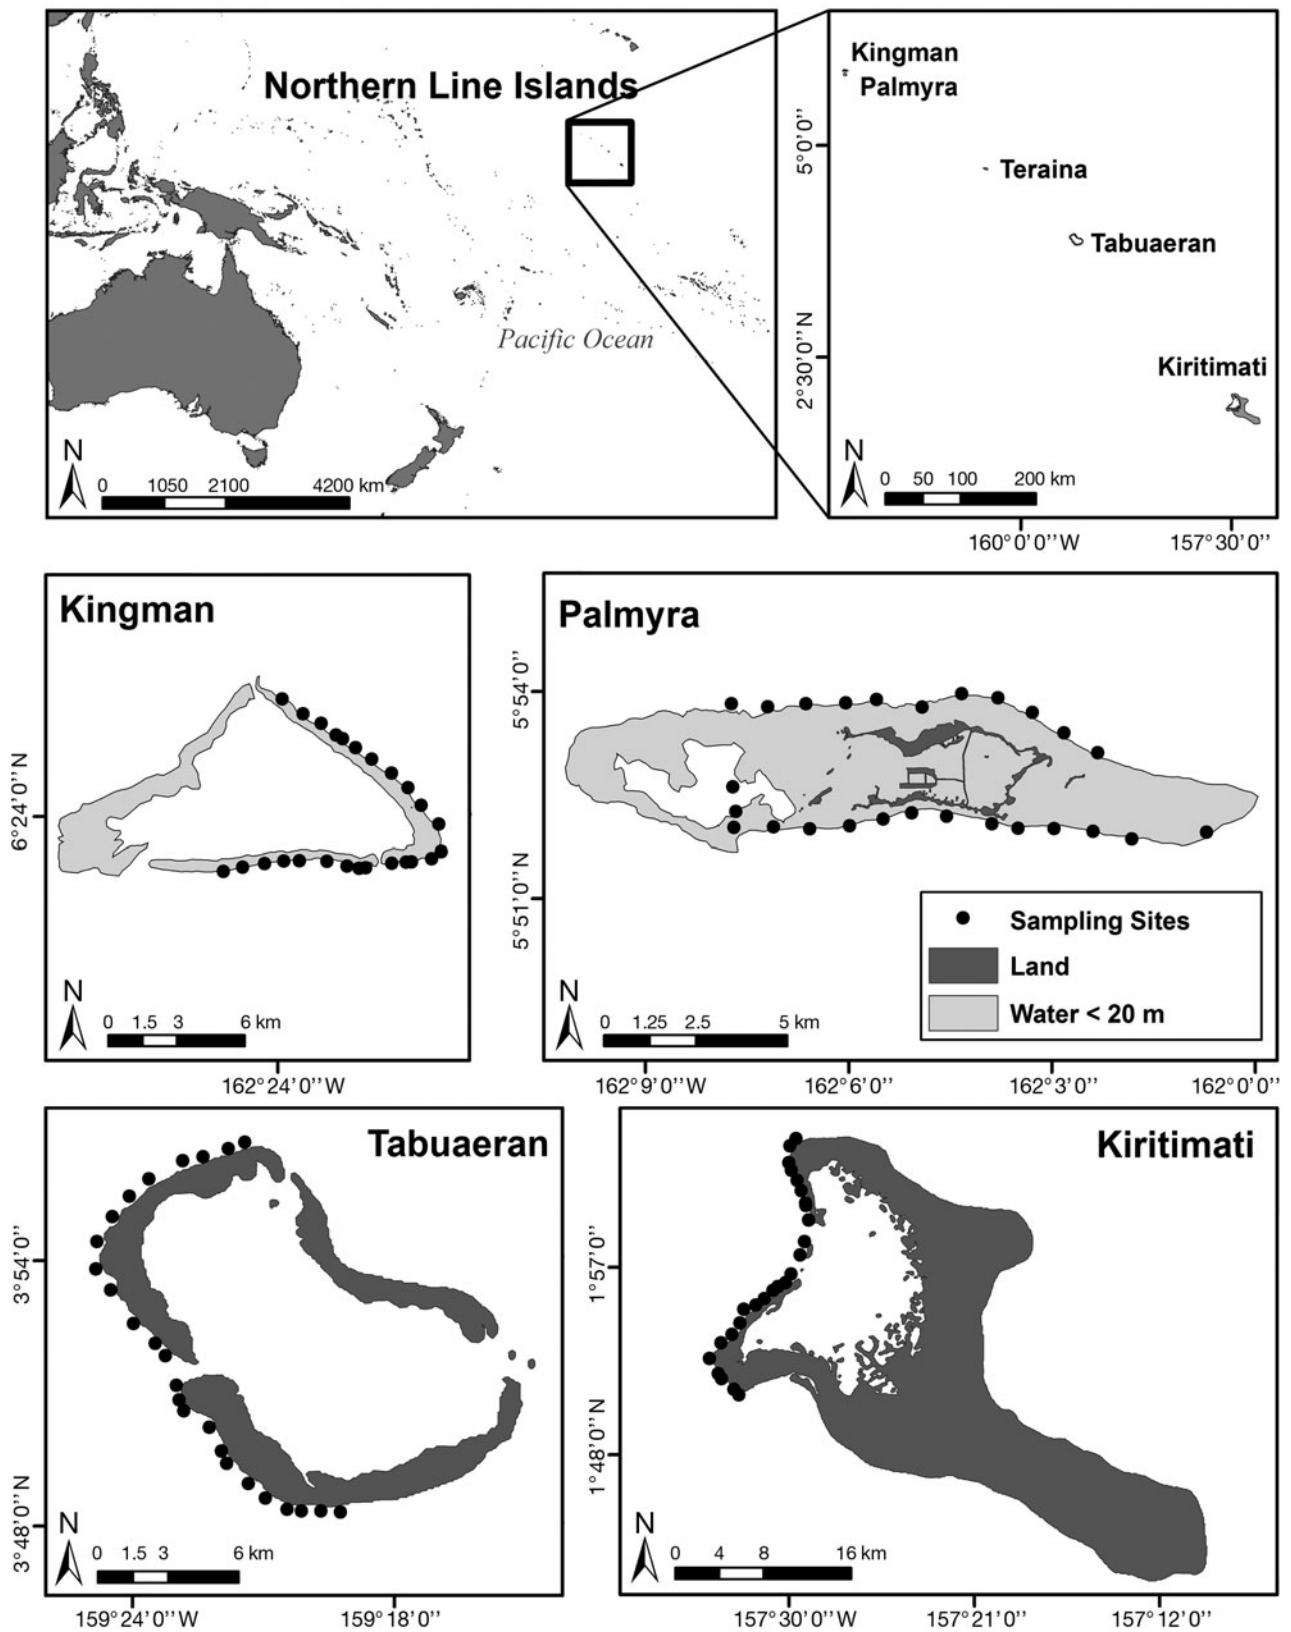 Northern Line Islands
Pacific Ocean
N
0 1050 2100 4200 km
Kingman
Palmyra
Teraina
Tabuaeran
Kiritimati
5°0'0''
2°30'0''N
N
0 50 100 200 km
160°0'0''W 157°30'0''
Kingman
6°24'0''N
N
0 1.5 3 6 km
162°24'0''W
Palmyra
5°54'0''
5°51'0''N
Sampling Sites
Land
Water < 20 m
N
0 1.25 2.5 5 km
162°9'0''W 162°6'0'' 162°3'0'' 162°0'0''
Tabuaeran
3°54'0''
3°48'0''N
N
0 1.5 3 6 km
159°24'0''W 159°18'0''
Kiritimati
1°57'0''
1°48'0''N
N
0 4 8 16 km
157°30'0''W 157°21'0'' 157°12'0''